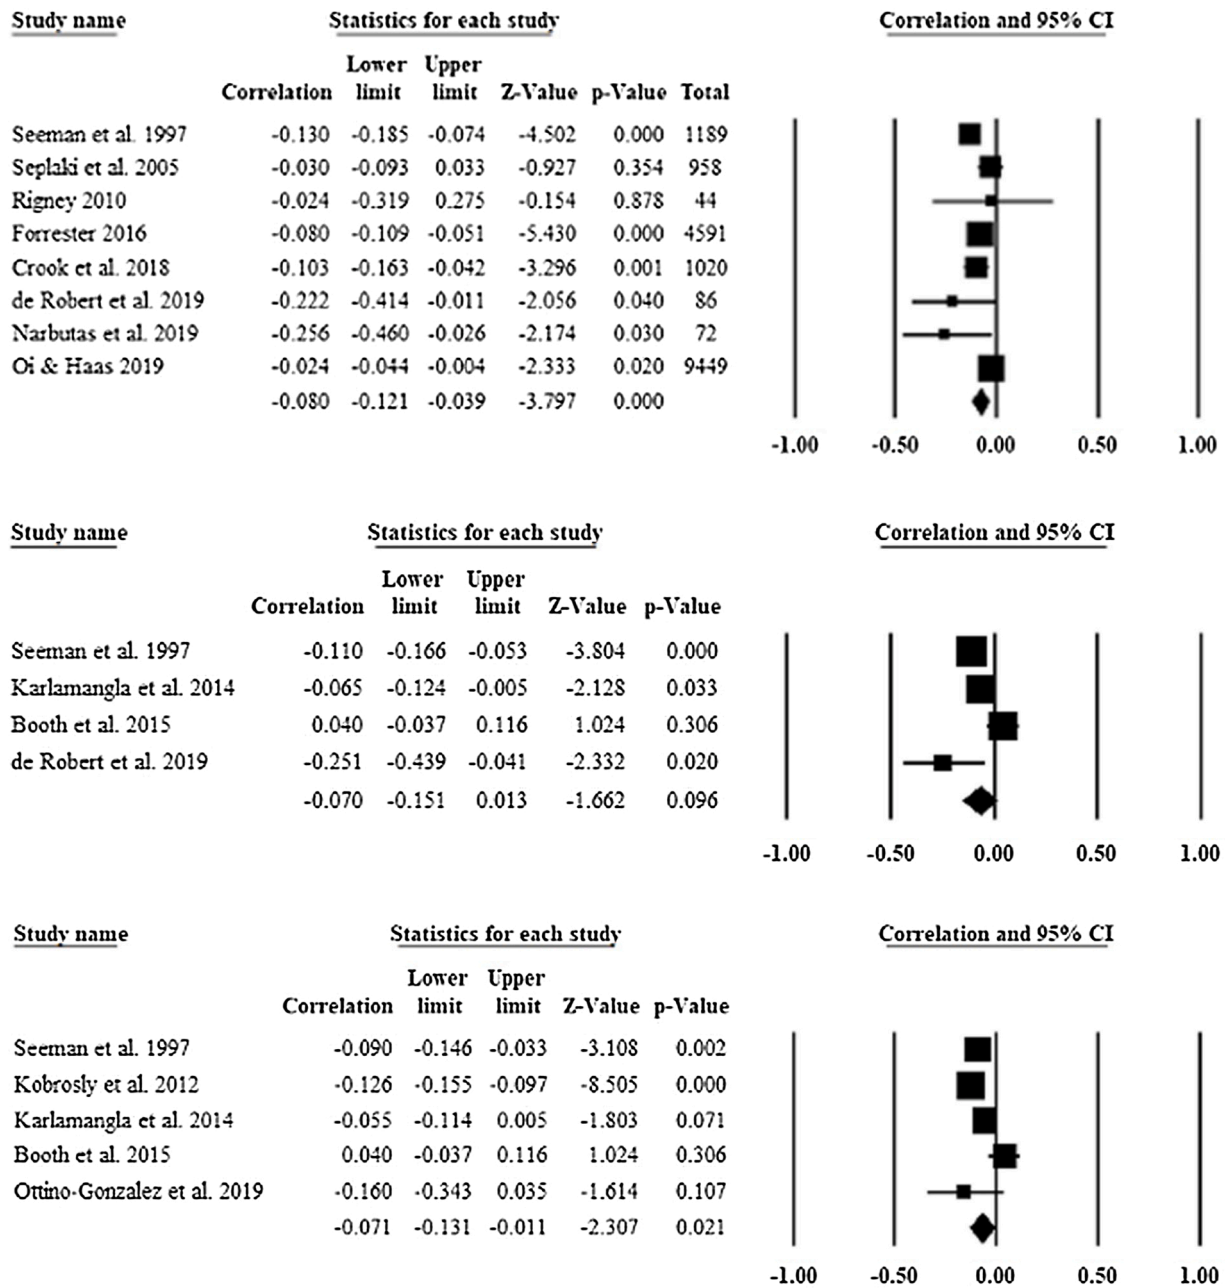 Study name Statistics for each study Correlation and 95% CI
Lower Upper
Correlation limit limit Z-Value p-Value Total
Seeman et al. 1997 -0.130 -0.185 -0.074 -4.502 0.000 1189
Seplaki et al. 2005 -0.030 -0.093 0.033 -0.927 0.354 958
Rigney 2010 -0.024 -0.319 0.275 -0.154 0.878 44
Forrester 2016 -0.080 -0.109 -0.051 -5.430 0.000 4591
Crook et al. 2018 -0.103 -0.163 -0.042 -3.296 0.001 1020
de Robert et al. 2019 -0.222 -0.414 -0.011 -2.056 0.040 86
Narbutas et al. 2019 -0.256 -0.460 -0.026 -2.174 0.030 72
Oi & Haas 2019 -0.024 -0.044 -0.004 -2.333 0.020 9449
-0.080 -0.121 -0.039 -3.797 0.000
-1.00 -0.50 0.00 0.50 1.00
Study name Statistics for each study Correlation and 95% CI
Lower Upper
Correlation limit limit Z-Value p-Value
Seeman et al. 1997 -0.110 -0.166 -0.053 -3.804 0.000
Karlamangla et al. 2014 -0.065 -0.124 -0.005 -2.128 0.033
Booth et al. 2015 0.040 -0.037 0.116 1.024 0.306
de Robert et al. 2019 -0.251 -0.439 -0.041 -2.332 0.020
-0.070 -0.151 0.013 -1.662 0.096
-1.00 -0.50 0.00 0.50 1.00
Study name Statistics for each study Correlation and 95% CI
Lower Upper
Correlation limit limit Z-Value p-Value
Seeman et al. 1997 -0.090 -0.146 -0.033 -3.108 0.002
Kobrosly et al. 2012 -0.126 -0.155 -0.097 -8.505 0.000
Karlamangla et al. 2014 -0.055 -0.114 0.005 -1.803 0.071
Booth et al. 2015 0.040 -0.037 0.116 1.024 0.306
Ottino-Gonzalez et al. 2019 -0.160 -0.343 0.035 -1.614 0.107
-0.071 -0.131 -0.011 -2.307 0.021
-1.00 -0.50 0.00 0.50 1.00